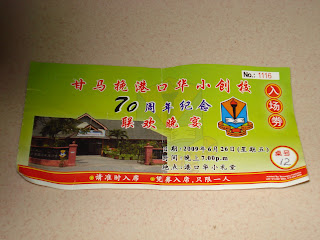 No.: 1116
甘马挽港口华小创校
70周年纪念
联欢晚宴
入场券
日期:2009年6月26日(星期五)
时间:晚上7.00p.m
地点:港口华小礼堂
桌号
12
●请准时入席 ●凭券入席,只限一人